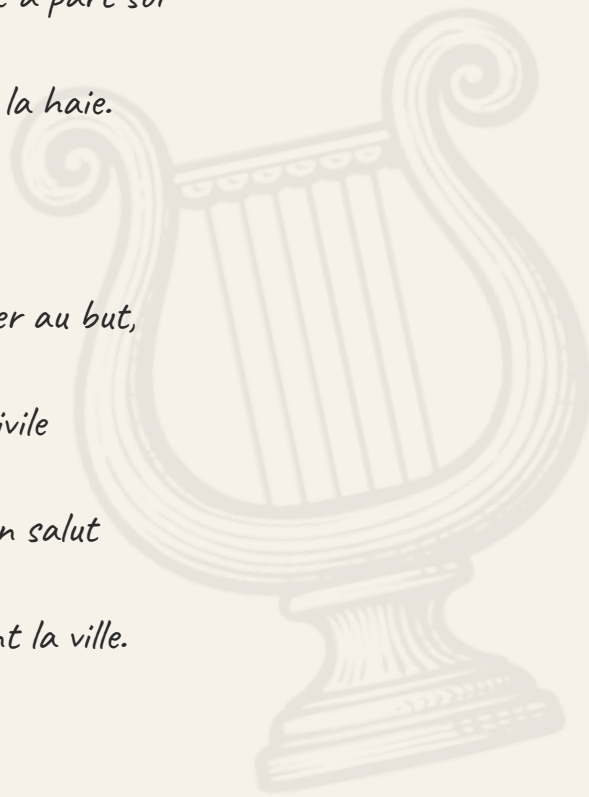 à part soi
la haie.
er au but,
ivile
n salut
nt la ville.